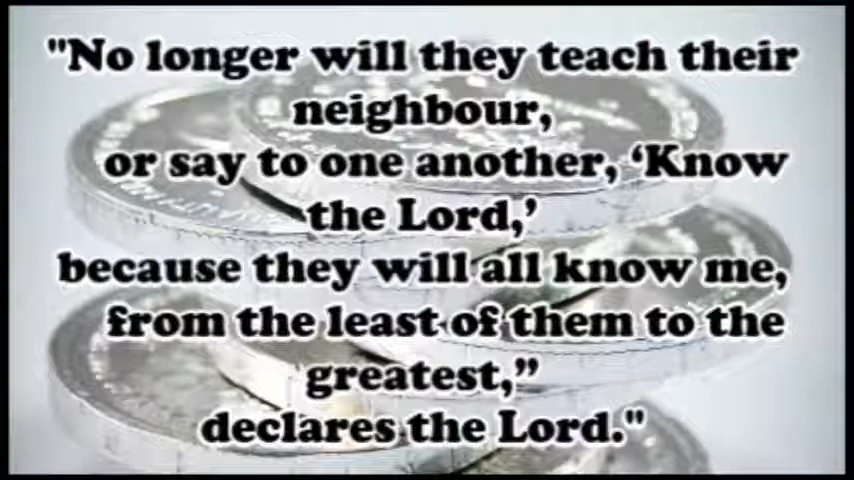 "No longer will they teach their
neighbour,
or say to one another, ‘Know
the Lord,’
because they will all know me,
from the least of them to the
greatest,”
declares the Lord."